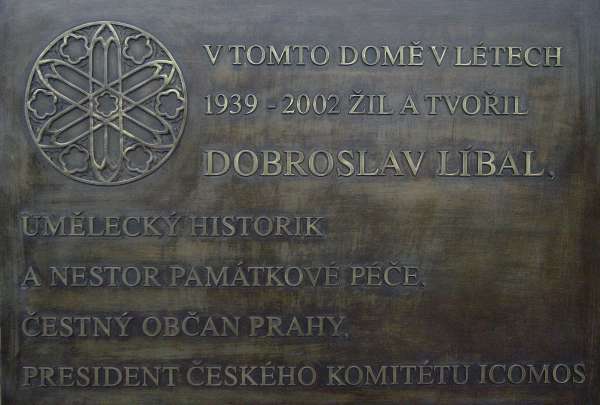 V TOMTO DOMĚ V LÉTECH
1939 - 2002 ŽIL A TVOŘIL
DOBROSLAV LÍBAL,
UMĚLECKÝ HISTORIK
A NESTOR PAMÁTKOVÉ PÉČE,
ČESTNÝ OBČAN PRAHY,
PRESIDENT ČESKÉHO KOMITÉTU ICOMOS